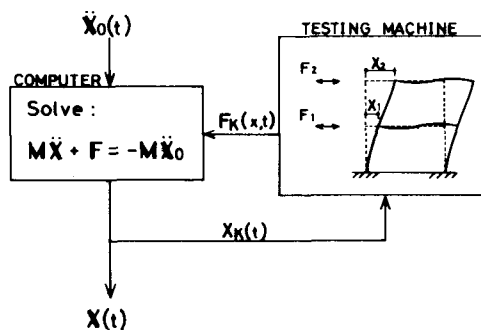 Ẍ₀(t)
TESTING MACHINE
COMPUTER
Solve :
MẌ + F = -MẌ₀
F_K(x,t)
F₂
X₂
F₁
X₁
X_K(t)
X(t)